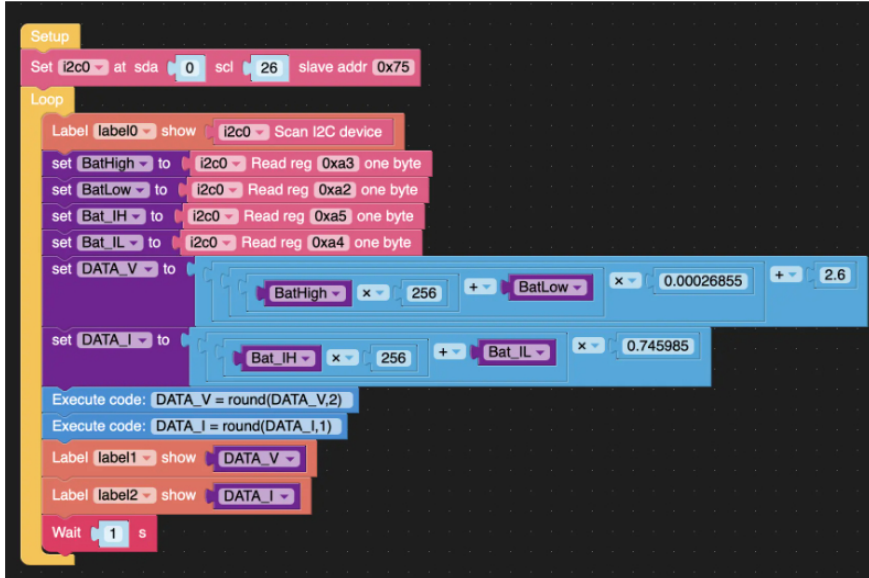 Setup
Set i2c0 at sda 0 scl 26 slave addr 0x75
Loop
Label label0 show i2c0 Scan I2C device
set BatHigh to i2c0 Read reg 0xa3 one byte
set BatLow to i2c0 Read reg 0xa2 one byte
set Bat_IH to i2c0 Read reg 0xa5 one byte
set Bat_IL to i2c0 Read reg 0xa4 one byte
set DATA_V to BatHigh × 256 + BatLow × 0.00026855 + 2.6
set DATA_I to Bat_IH × 256 + Bat_IL × 0.745985
Execute code: DATA_V = round(DATA_V,2)
Execute code: DATA_I = round(DATA_I,1)
Label label1 show DATA_V
Label label2 show DATA_I
Wait 1 s